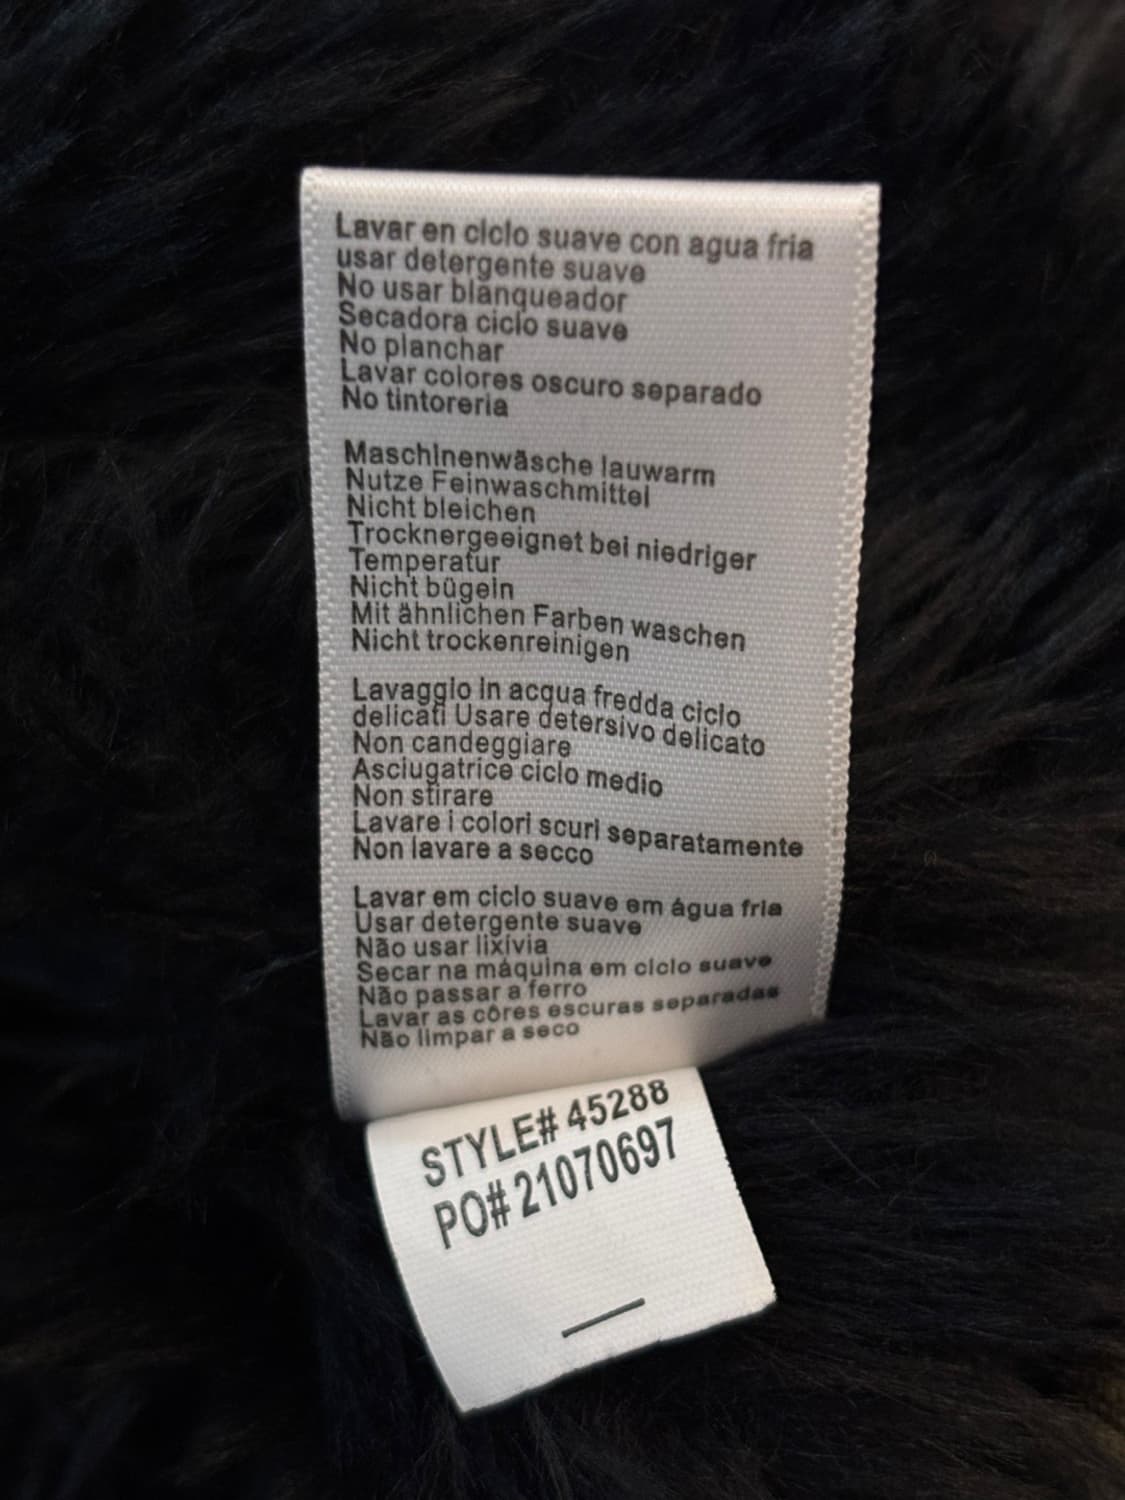 Lavar en ciclo suave con agua fria
usar detergente suave
No usar blanqueador
Secadora ciclo suave
No planchar
Lavar colores oscuro separado
No tintoreria
Maschinenwäsche lauwarm
Nutze Feinwaschmittel
Nicht bleichen
Trocknergeeignet bei niedriger
Temperatur
Nicht bügeln
Mit ähnlichen Farben waschen
Nicht trockenreinigen
Lavaggio in acqua fredda ciclo
delicati Usare detersivo delicato
Non candeggiare
Asciugatrice ciclo medio
Non stirare
Lavare i colori scuri separatamente
Non lavare a secco
Lavar em ciclo suave em água fria
Usar detergente suave
Não usar lixívia
Secar na máquina em ciclo suave
Não passar a ferro
Lavar as côres escuras separadas
Não limpar a seco
STYLE# 45288
PO# 21070697